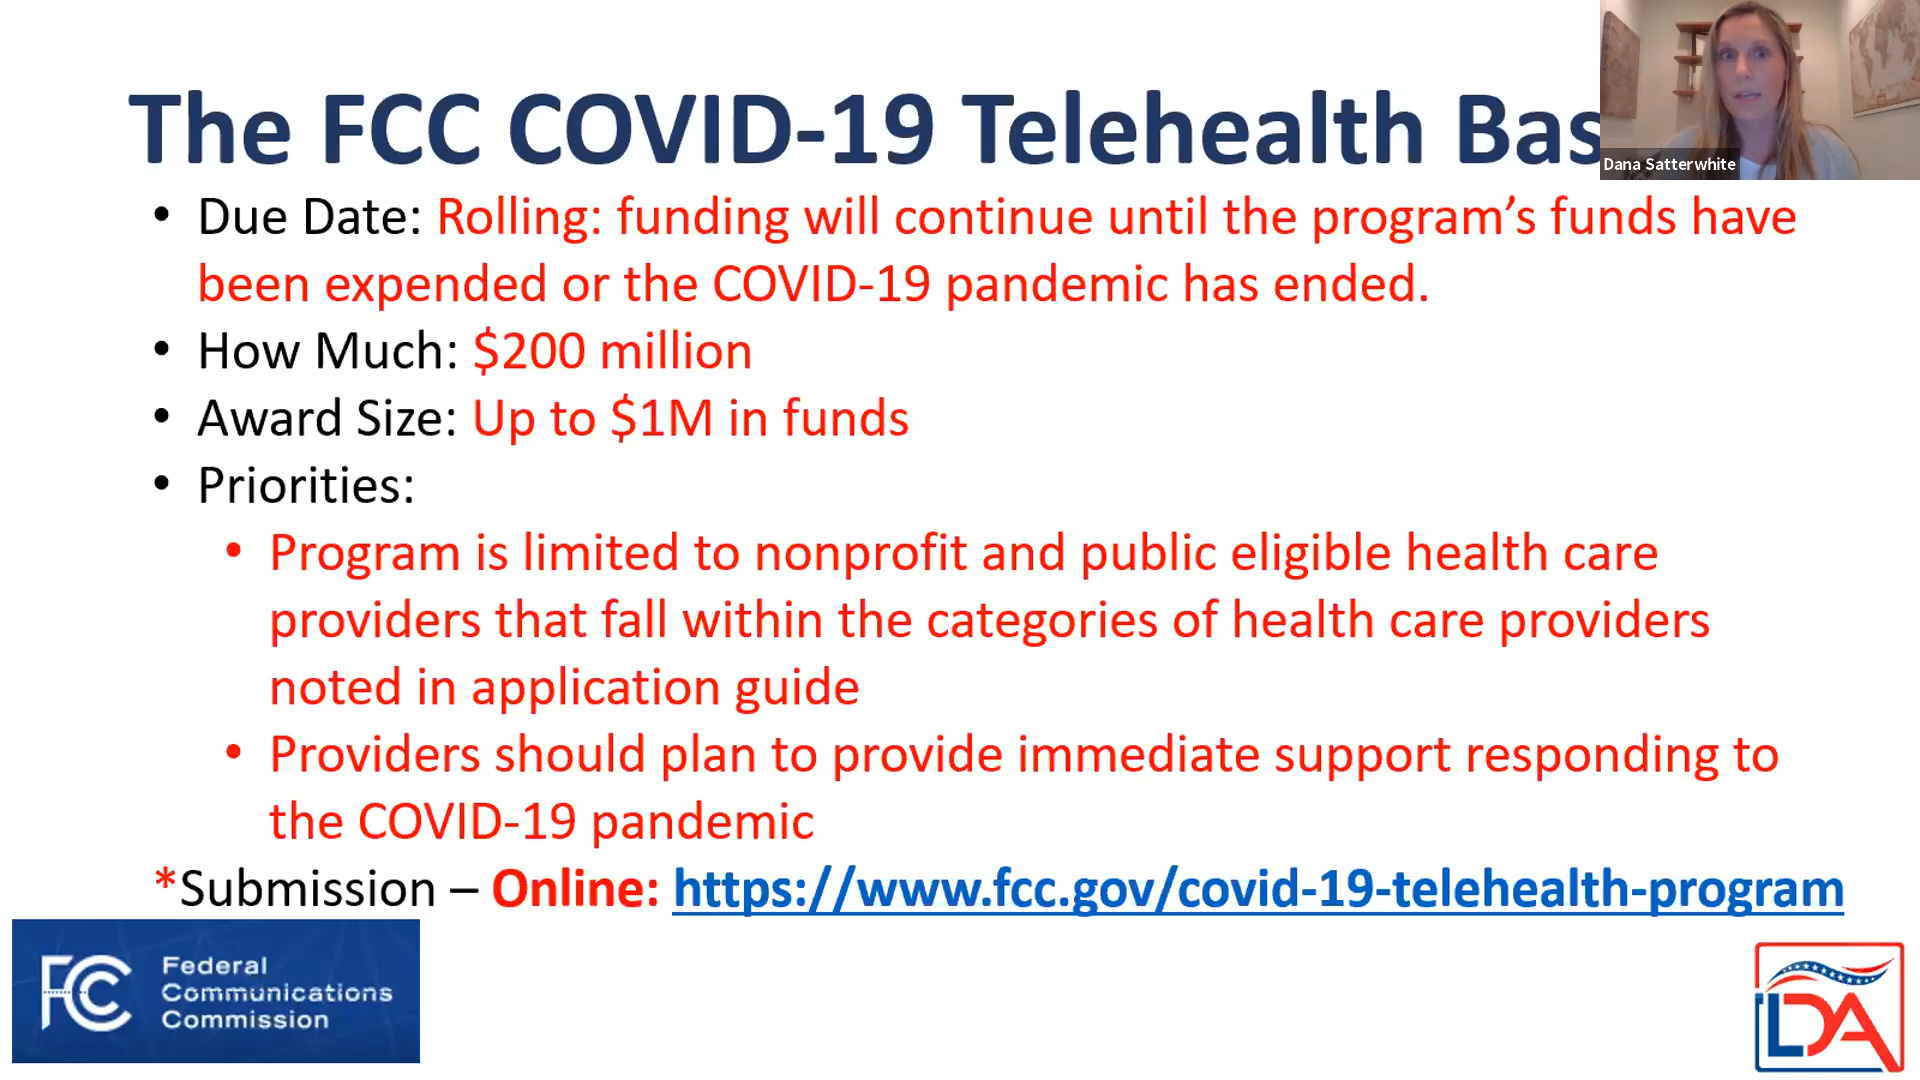 The FCC COVID-19 Telehealth Bas
Dana Satterwhite
• Due Date: Rolling: funding will continue until the program’s funds have
been expended or the COVID-19 pandemic has ended.
• How Much: $200 million
• Award Size: Up to $1M in funds
• Priorities:
• Program is limited to nonprofit and public eligible health care
providers that fall within the categories of health care providers
noted in application guide
• Providers should plan to provide immediate support responding to
the COVID-19 pandemic
*Submission – Online: https://www.fcc.gov/covid-19-telehealth-program
FCC
Federal
Communications
Commission
LDA